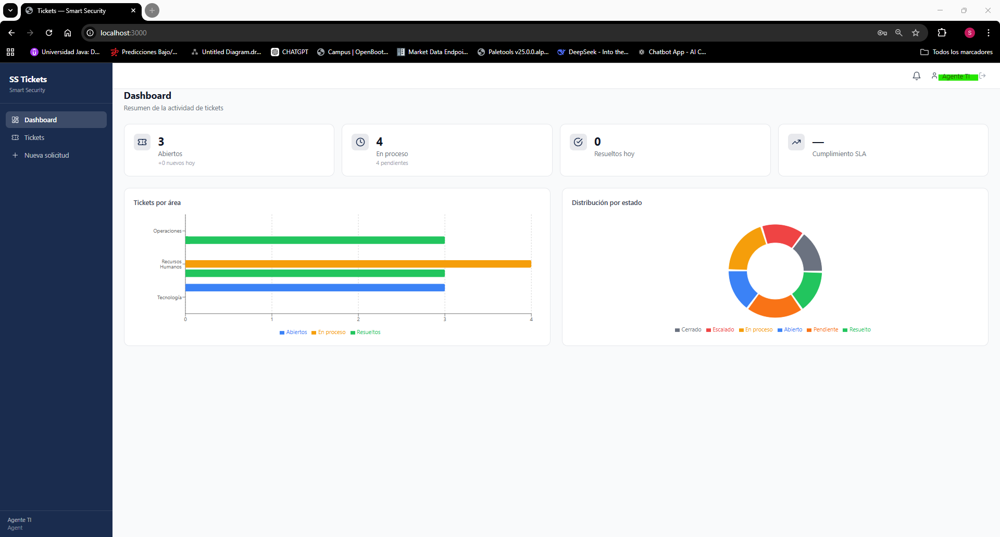 Tickets — Smart Security
localhost:3000
Universidad Java: D...
Predicciones Bajo/...
Untitled Diagram.dr...
CHATGPT
Campus | OpenBoot...
Market Data Endpoi...
Paletools v25.0.0.alp...
DeepSeek - Into the...
Chatbot App - AI C...
Todos los marcadores
S
SS Tickets
Smart Security
Dashboard
Tickets
Nueva solicitud
Agente TI
Agent
Agente TI
Dashboard
Resumen de la actividad de tickets
3
Abiertos
+0 nuevos hoy
4
En proceso
4 pendientes
0
Resueltos hoy
—
Cumplimiento SLA
Tickets por área
Operaciones
Recursos
Humanos
Tecnología
0 1 2 3 4
Abiertos En proceso Resueltos
Distribución por estado
Cerrado Escalado En proceso Abierto Pendiente Resuelto